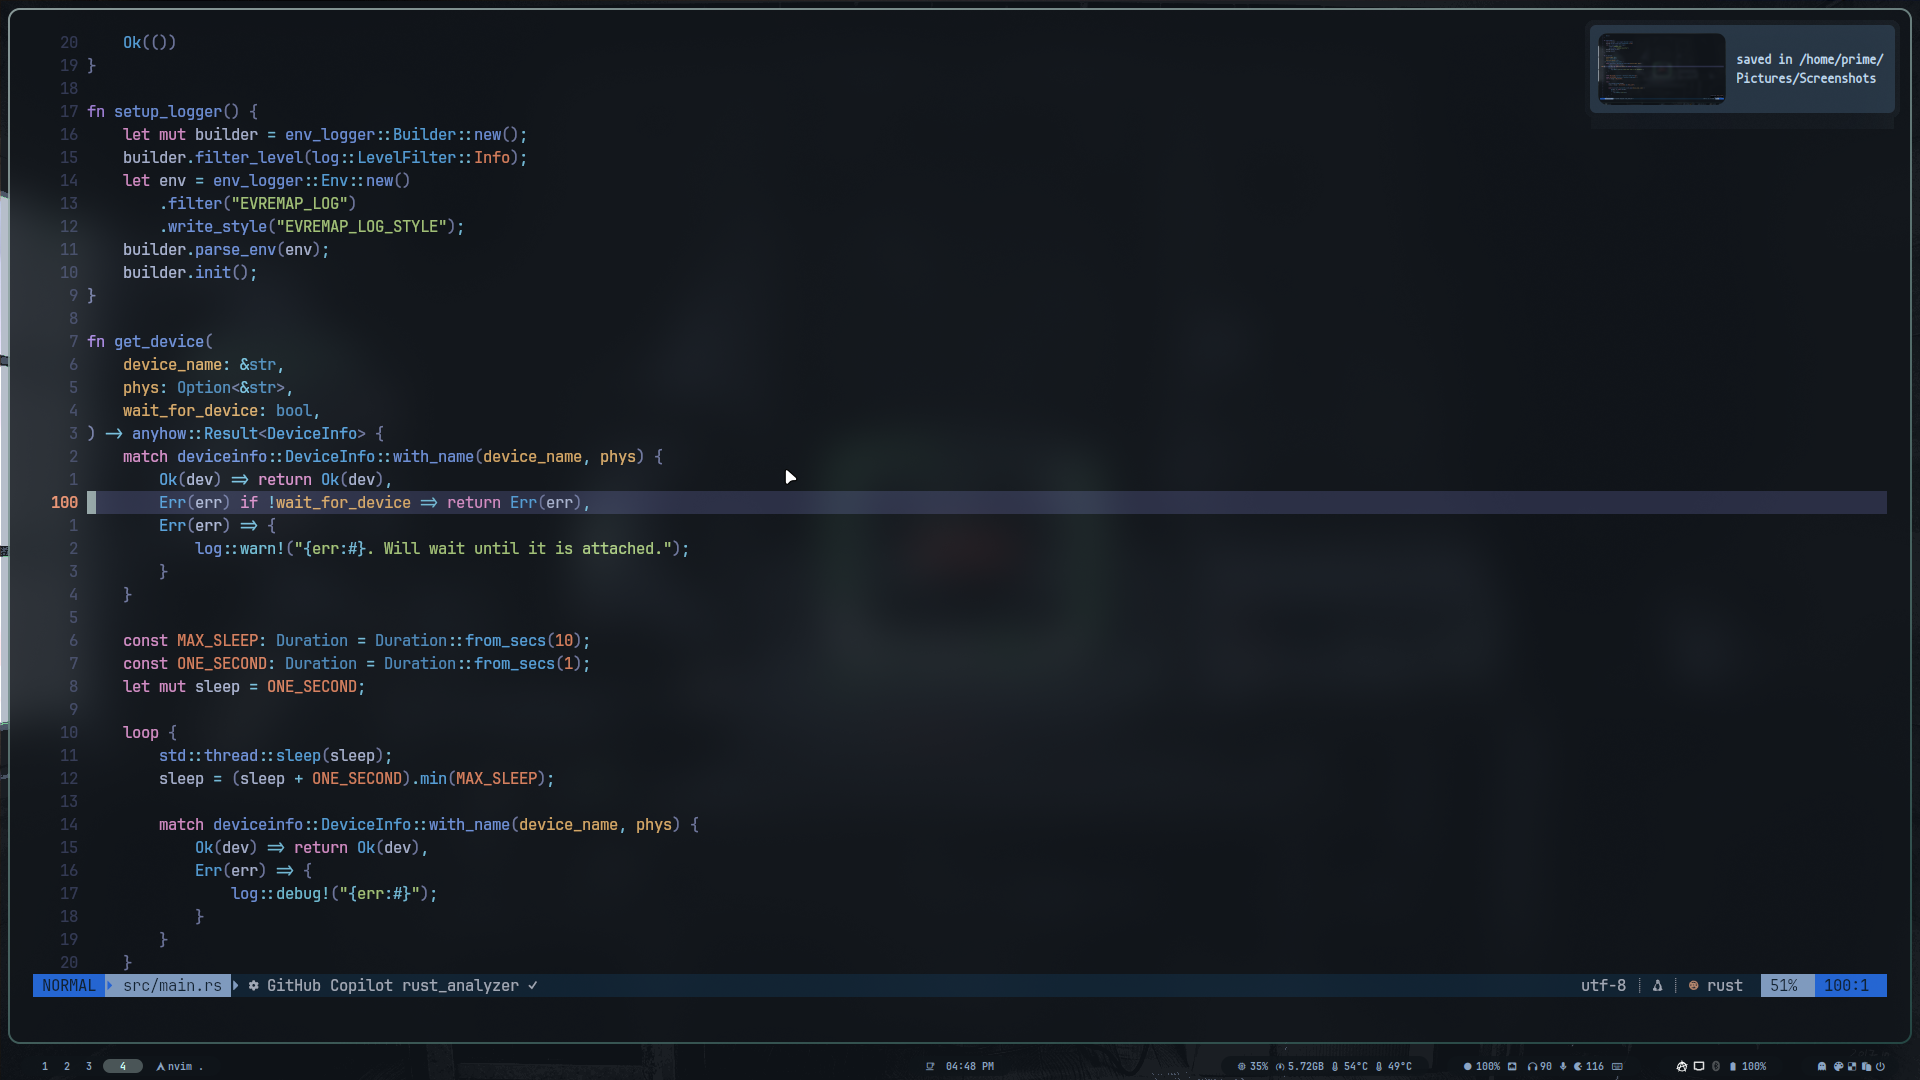 20     Ok(())
19 }
18
17 fn setup_logger() {
16     let mut builder = env_logger::Builder::new();
15     builder.filter_level(log::LevelFilter::Info);
14     let env = env_logger::Env::new()
13         .filter("EVREMAP_LOG")
12         .write_style("EVREMAP_LOG_STYLE");
11     builder.parse_env(env);
10     builder.init();
9 }
8
7 fn get_device(
6     device_name: &str,
5     phys: Option<&str>,
4     wait_for_device: bool,
3 ) -> anyhow::Result<DeviceInfo> {
2     match deviceinfo::DeviceInfo::with_name(device_name, phys) {
1         Ok(dev) => return Ok(dev),
100         Err(err) if !wait_for_device => return Err(err),
1         Err(err) => {
2             log::warn!("{err:#}. Will wait until it is attached.");
3         }
4     }
5
6     const MAX_SLEEP: Duration = Duration::from_secs(10);
7     const ONE_SECOND: Duration = Duration::from_secs(1);
8     let mut sleep = ONE_SECOND;
9
10     loop {
11         std::thread::sleep(sleep);
12         sleep = (sleep + ONE_SECOND).min(MAX_SLEEP);
13
14         match deviceinfo::DeviceInfo::with_name(device_name, phys) {
15             Ok(dev) => return Ok(dev),
16             Err(err) => {
17                 log::debug!("{err:#}");
18             }
19         }
20     }
saved in /home/prime/
Pictures/Screenshots
NORMAL src/main.rs GitHub Copilot rust_analyzer ✓ utf-8 rust 51% 100:1
1 2 3 4 nvim . 04:48 PM 35% 5.72GB 54°C 49°C 100% 90 116 100%